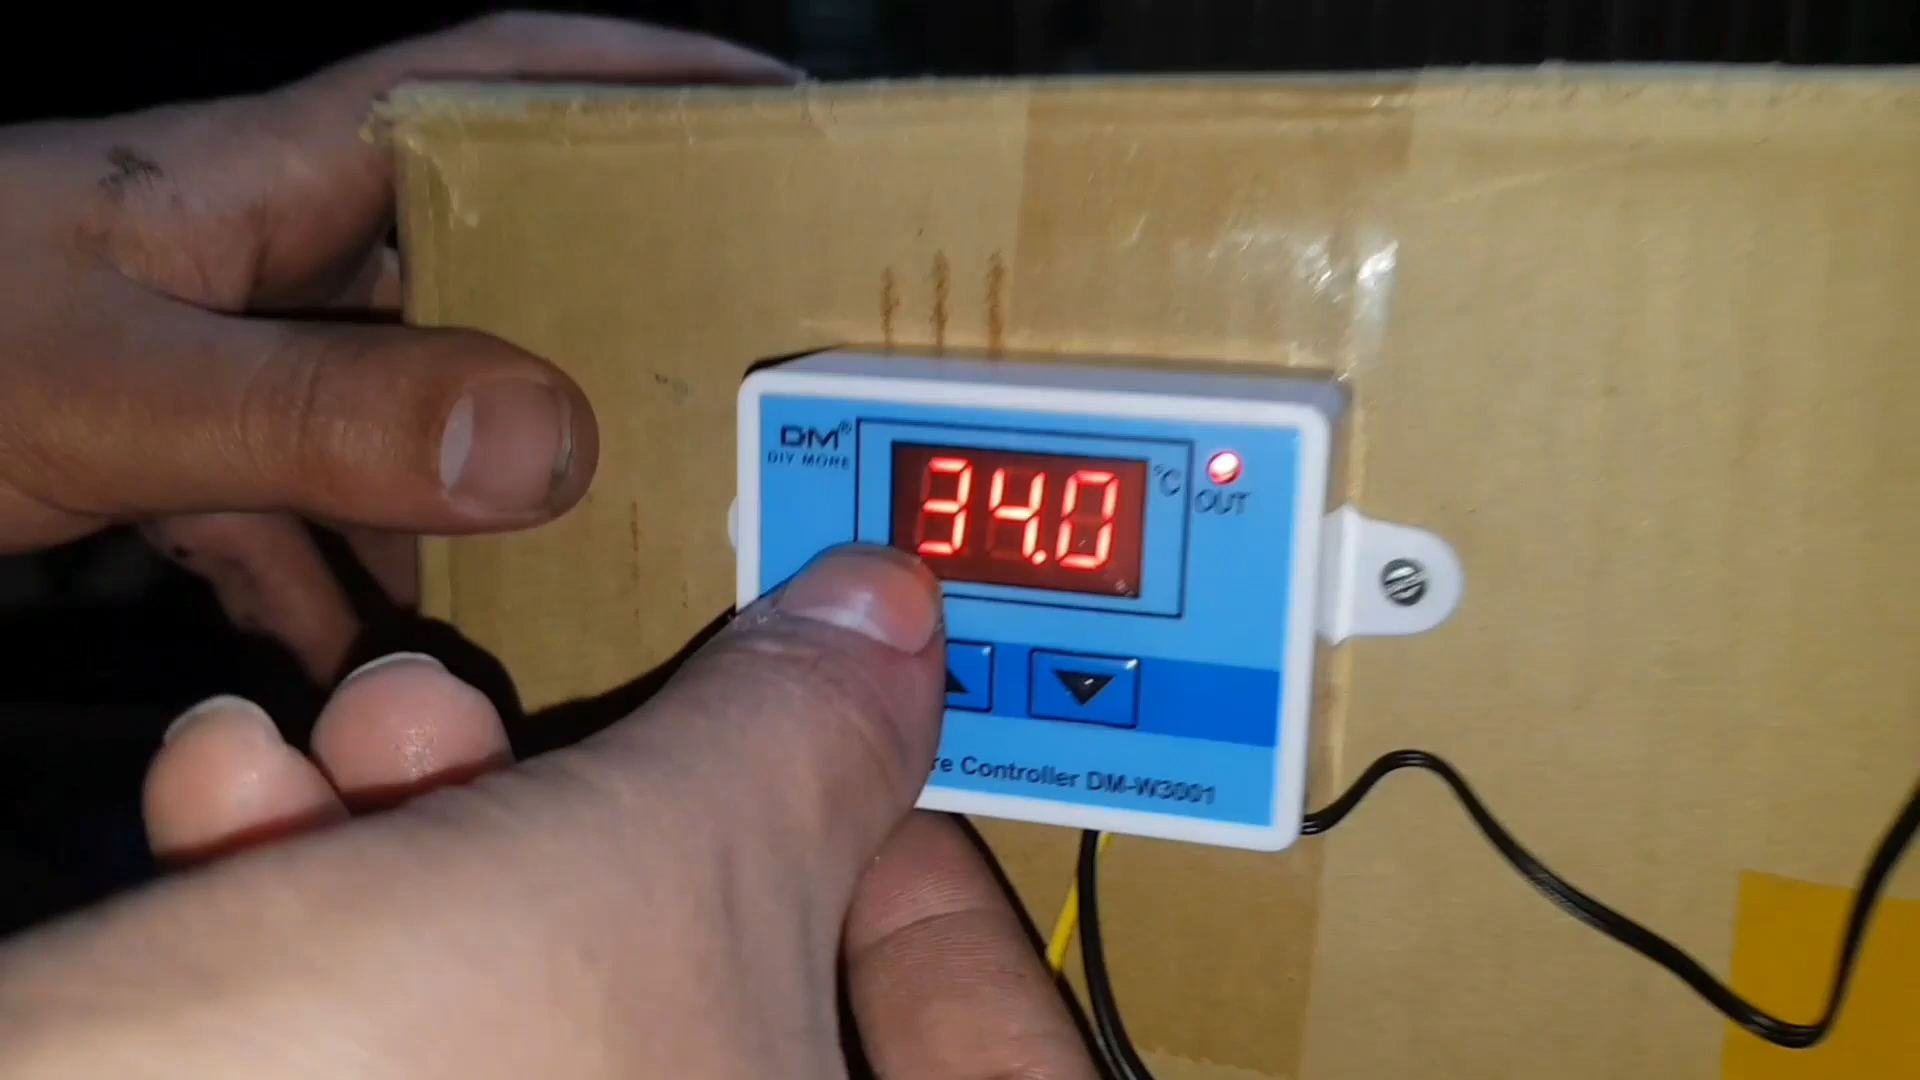 DM®
DIY MORE
34.0
°C
OUT
re Controller DM-W3001